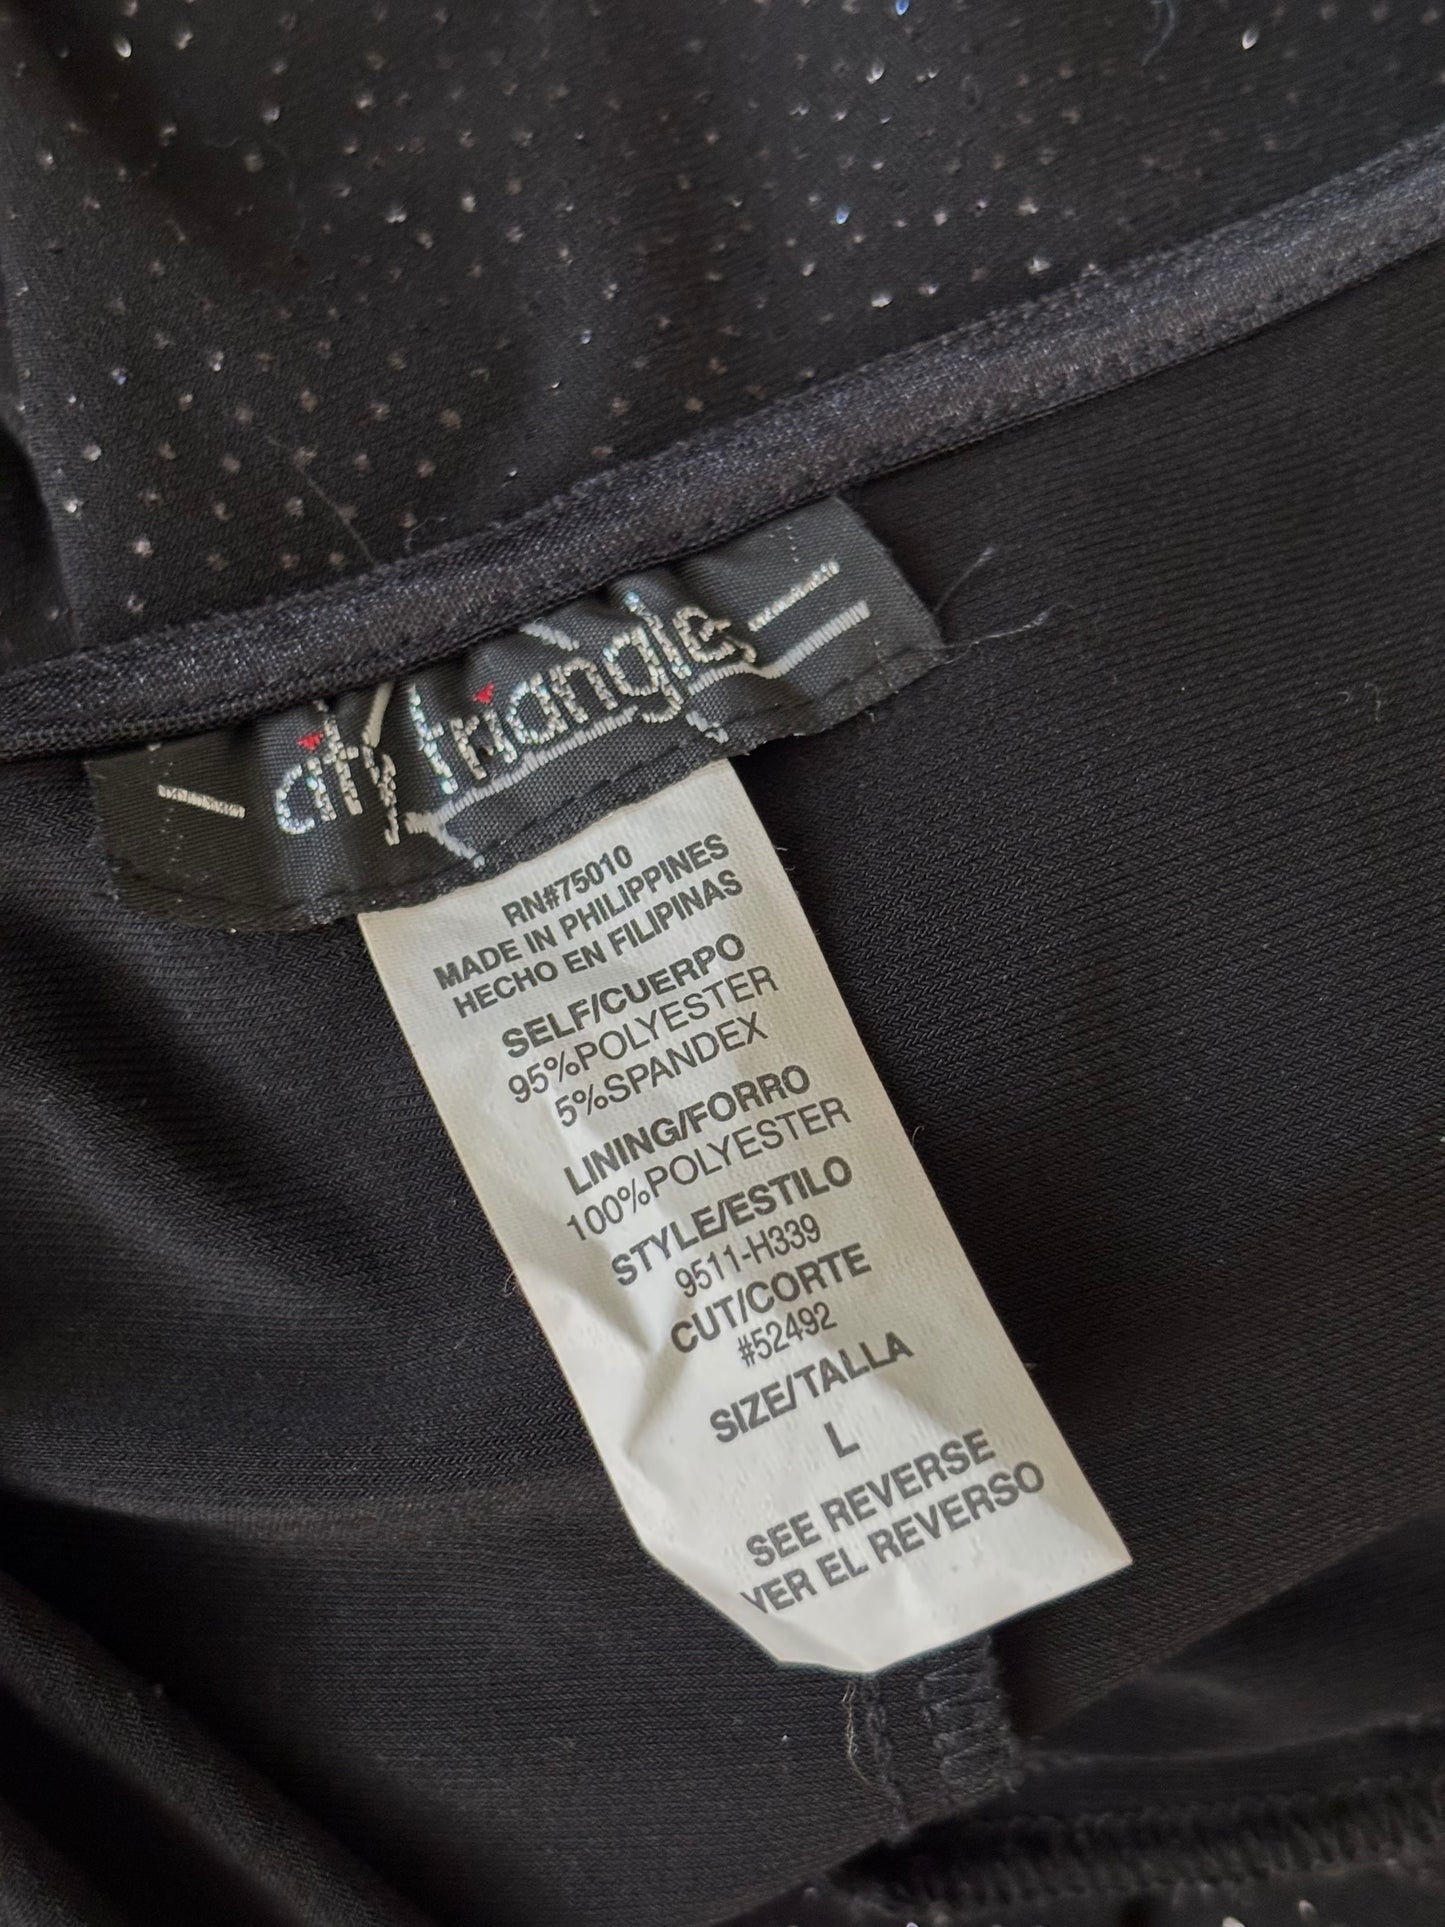 city triangles
RN#75010
MADE IN PHILIPPINES
HECHO EN FILIPINAS
SELF/CUERPO
95%POLYESTER
5%SPANDEX
LINING/FORRO
100%POLYESTER
STYLE/ESTILO
9511-H339
CUT/CORTE
#52492
SIZE/TALLA
L
SEE REVERSE
VER EL REVERSO